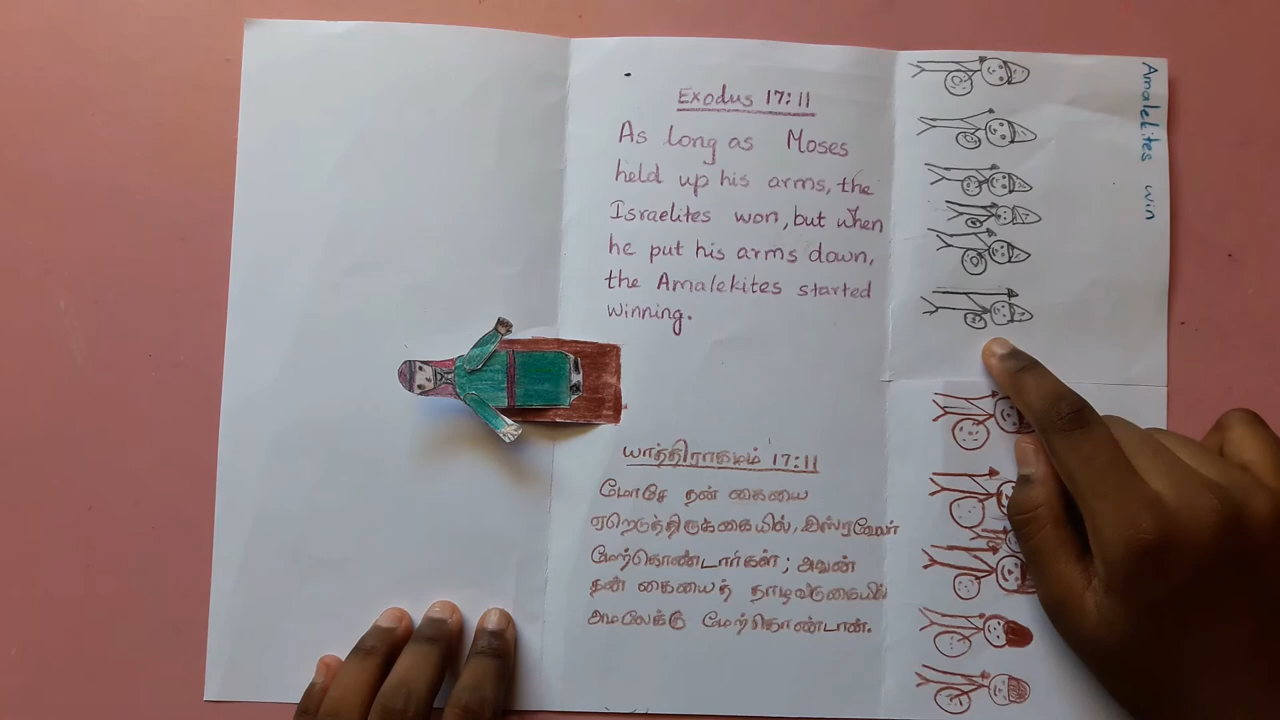 Exodus 17:11
As long as Moses
held up his arms, the
Israelites won, but when
he put his arms down,
the Amalekites started
winning.
யாத்திராகமம் 17:11
மோசே தன் கையை
ஏறெடுத்திருக்கையில், இஸ்ரவேலர்
மேற்கொண்டார்கள்; அவன்
தன் கையைத் தாழவிடுகையில்
அமலேக்கு மேற்கொண்டான்.
Amalekites win